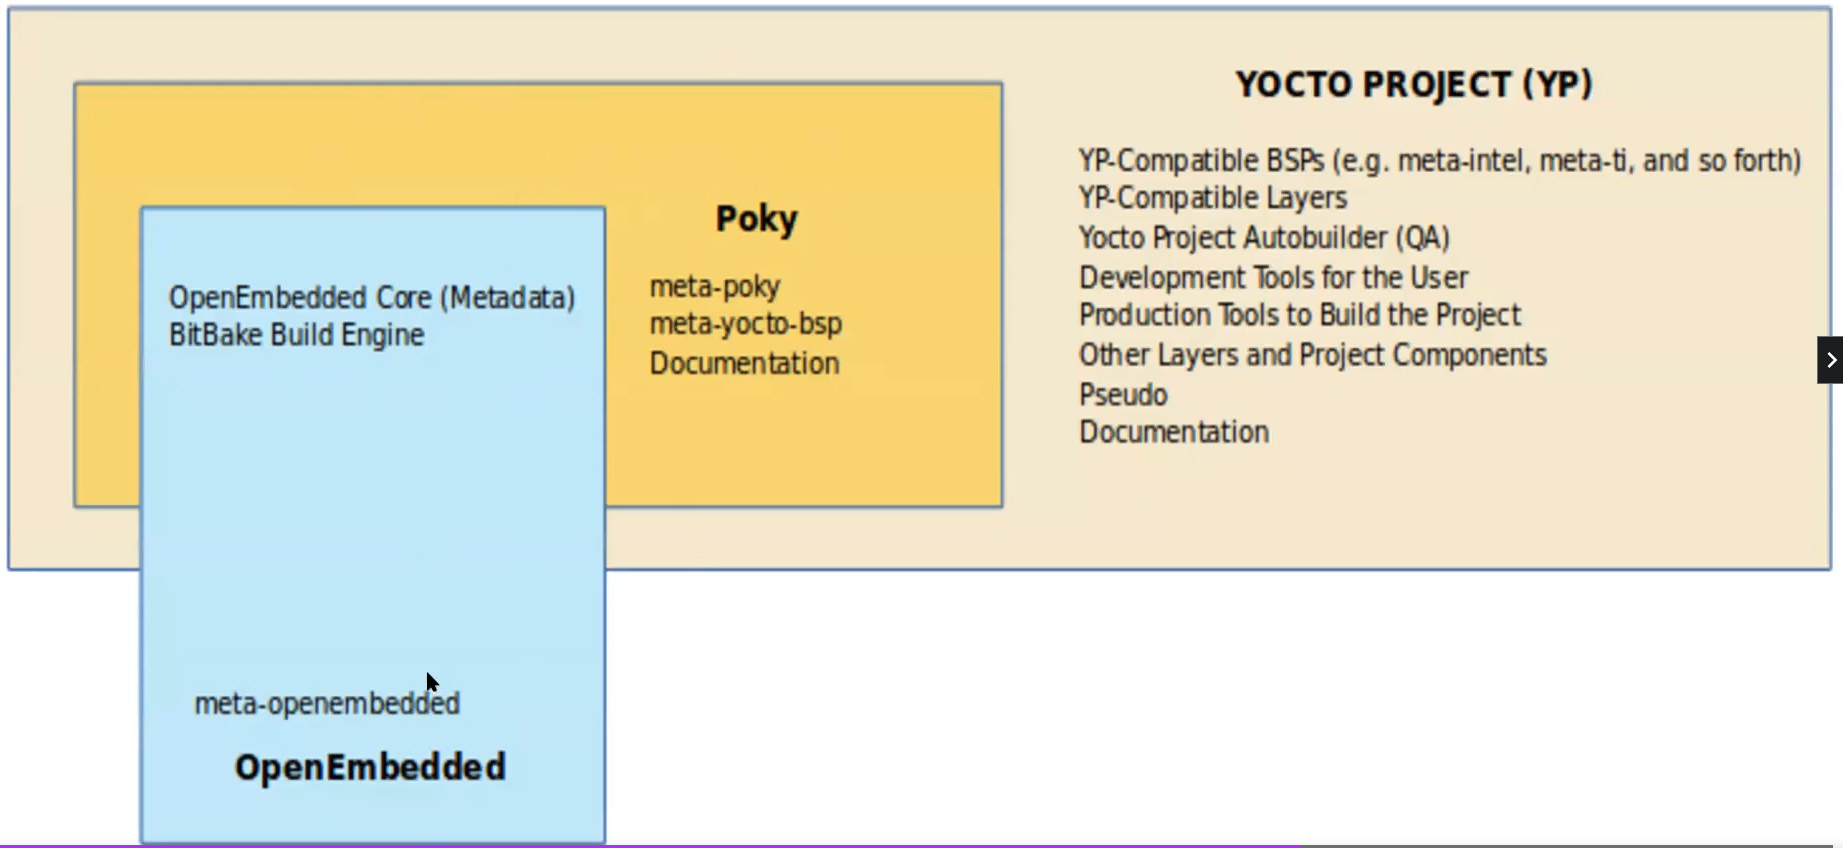 YOCTO PROJECT (YP)
YP-Compatible BSPs (e.g. meta-intel, meta-ti, and so forth)
YP-Compatible Layers
Yocto Project Autobuilder (QA)
Development Tools for the User
Production Tools to Build the Project
Other Layers and Project Components
Pseudo
Documentation
Poky
meta-poky
meta-yocto-bsp
Documentation
OpenEmbedded Core (Metadata)
BitBake Build Engine
meta-openembedded
OpenEmbedded